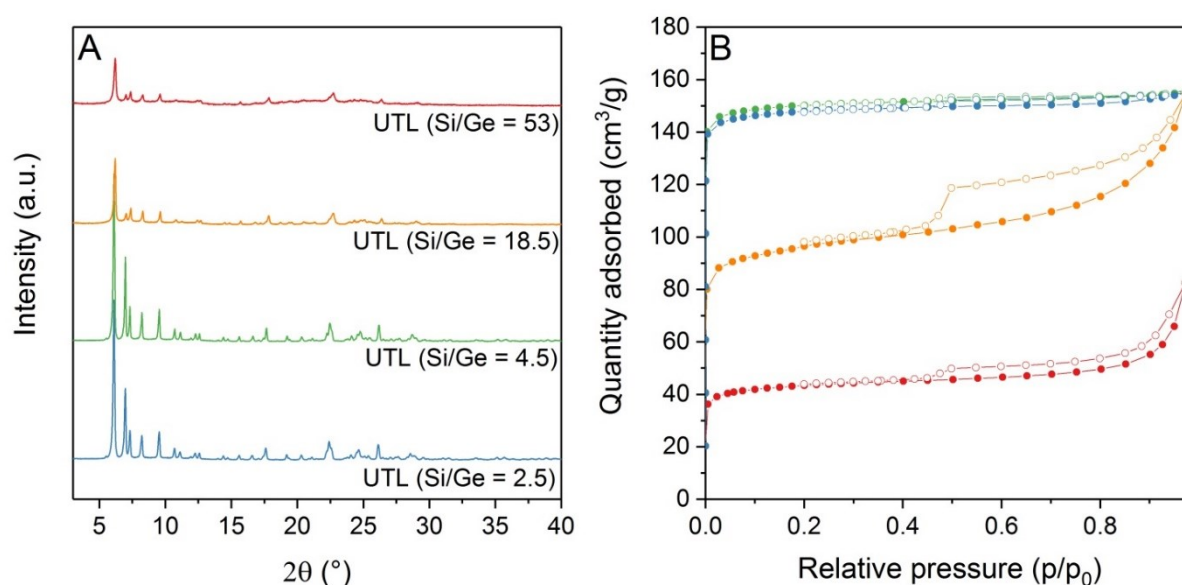 A
UTL (Si/Ge = 53)
UTL (Si/Ge = 18.5)
UTL (Si/Ge = 4.5)
UTL (Si/Ge = 2.5)
Intensity (a.u.)
5 10 15 20 25 30 35 40
2θ (°)
B
180
160
140
120
100
80
60
40
20
0
Quantity adsorbed (cm³/g)
0.0 0.2 0.4 0.6 0.8
Relative pressure (p/p₀)